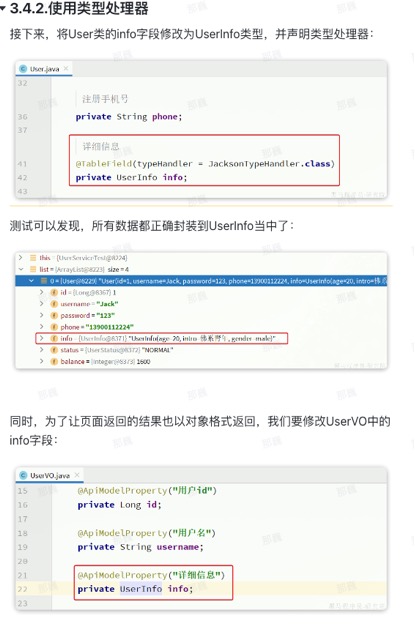 3.4.2.使用类型处理器
接下来，将User类的info字段修改为UserInfo类型，并声明类型处理器：
User.java
32
注册手机号
36 private String phone;
37
详细信息
41 @TableField(typeHandler = JacksonTypeHandler.class)
42 private UserInfo info;
43
测试可以发现，所有数据都正确封装到UserInfo当中了：
this = {UserServiceTest@8224}
list = {ArrayList@8223} size = 4
0 = {User@8229} "User(id=1, username=Jack, password=123, phone=13900112224, info=UserInfo(age=20, intro=佛系
id = {Long@8367} 1
username = "Jack"
password = "123"
phone = "13900112224"
info = {UserInfo@8371} "UserInfo(age=20, intro=佛系青年, gender=male)"
status = {UserStatus@8372} "NORMAL"
balance = {Integer@8373} 1600
同时，为了让页面返回的结果也以对象格式返回，我们要修改UserVO中的
info字段：
UserVO.java
15 @ApiModelProperty("用户id")
16 private Long id;
17
18 @ApiModelProperty("用户名")
19 private String username;
20
21 @ApiModelProperty("详细信息")
22 private UserInfo info;
23